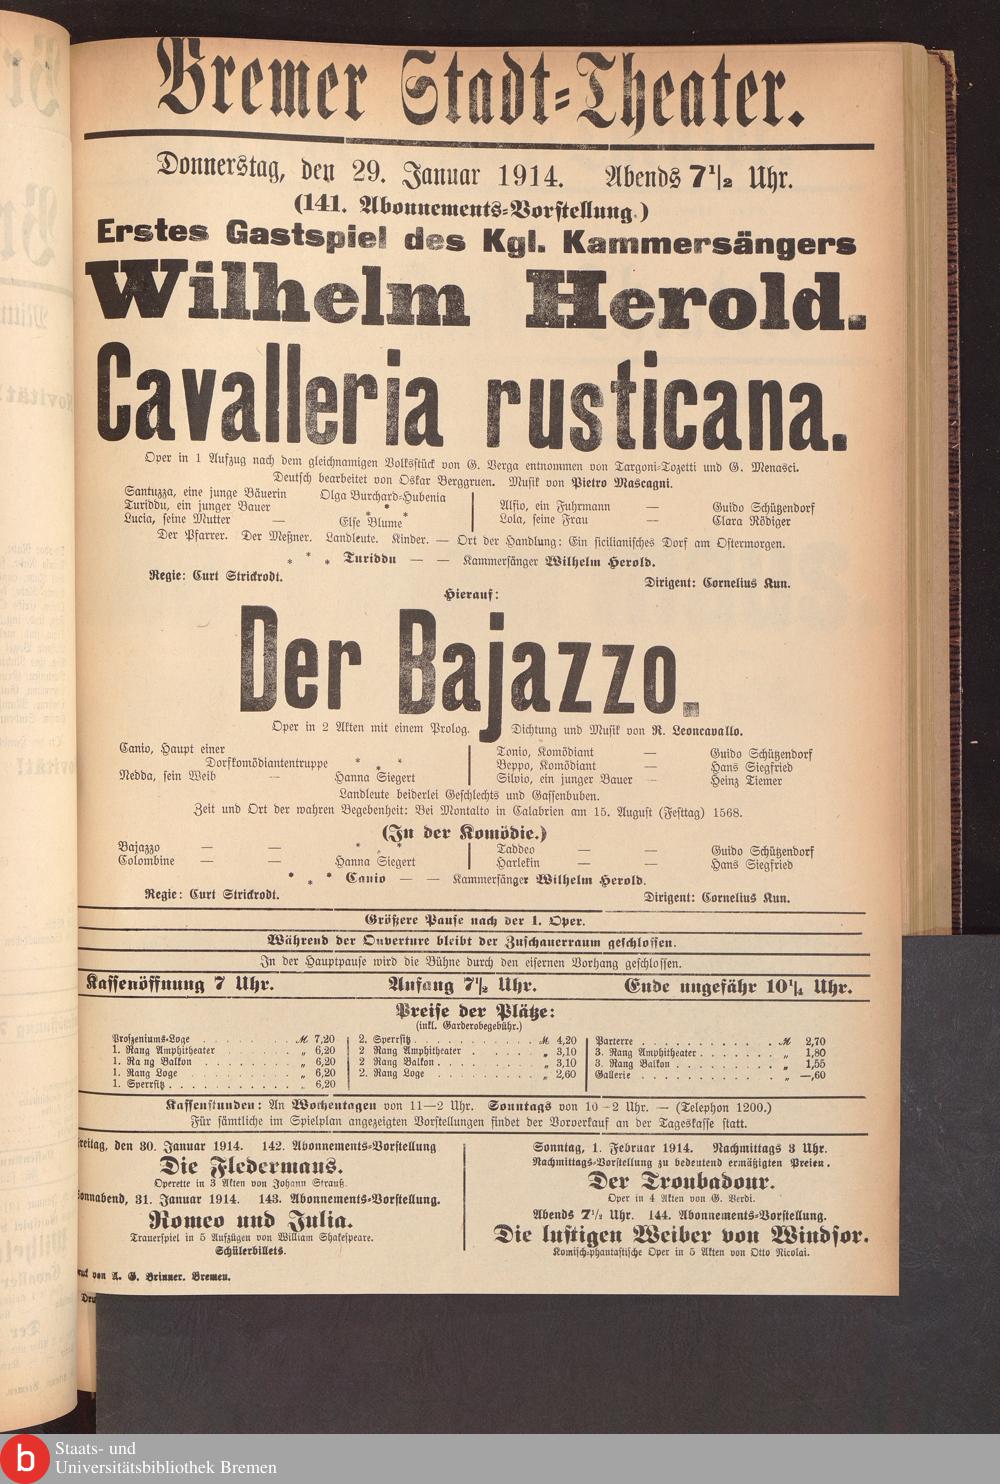 Bremer Stadt-Theater.
Donnerstag, den 29. Januar 1914. Abends 7½ Uhr.
(141. Abonnements-Vorstellung.)
Erstes Gastspiel des Kgl. Kammersängers
Wilhelm Herold.
Cavalleria rusticana.
Oper in 1 Aufzug nach dem gleichnamigen Volksstück von G. Verga entnommen von Targoni-Tozetti und G. Menasci.
Deutsch bearbeitet von Oskar Berggruen. Musik von Pietro Mascagni.
Santuzza, eine junge Bäuerin Olga Burchard-Hubenia
Turiddu, ein junger Bauer * * *
Lucia, seine Mutter — Else Blume
Alfio, ein Fuhrmann — Guido Schützendorf
Lola, seine Frau — Clara Rödiger
Der Pfarrer. Der Meßner. Landleute. Kinder. — Ort der Handlung: Ein sicilianisches Dorf am Ostermorgen.
* * * Turiddu — — Kammersänger Wilhelm Herold.
Regie: Curt Strickrodt. Dirigent: Cornelius Kun.
Hierauf:
Der Bajazzo.
Oper in 2 Akten mit einem Prolog. Dichtung und Musik von R. Leoncavallo.
Canio, Haupt einer
Dorfkomödiantentruppe * * *
Nedda, sein Weib — Hanna Siegert
Tonio, Komödiant — Guido Schützendorf
Beppo, Komödiant — Hans Siegfried
Silvio, ein junger Bauer — Heinz Tiemer
Landleute beiderlei Geschlechts und Gassenbuben.
Zeit und Ort der wahren Begebenheit: Bei Montalto in Calabrien am 15. August (Festtag) 1568.
(In der Komödie.)
Bajazzo — — * * *
Colombine — — Hanna Siegert
Taddeo — — Guido Schützendorf
Harlekin — — Hans Siegfried
* * * Canio — — Kammersänger Wilhelm Herold.
Regie: Curt Strickrodt. Dirigent: Cornelius Kun.
Größere Pause nach der 1. Oper.
Während der Ouverture bleibt der Zuschauerraum geschlossen.
In der Hauptpause wird die Bühne durch den eisernen Vorhang geschlossen.
Kassenöffnung 7 Uhr. Anfang 7½ Uhr. Ende ungefähr 10¼ Uhr.
Preise der Plätze:
(inkl. Garderobegebühr.)
Proszeniums-Loge M 7,20
1. Rang Amphitheater „ 6,20
1. Rang Balkon „ 6,20
1. Rang Loge „ 6,20
1. Sperrsitz „ 6,20
2. Sperrsitz M 4,20
2 Rang Amphitheater „ 3,10
2 Rang Balkon „ 3,10
2. Rang Loge „ 2,60
Parterre M 2,70
3. Rang Amphitheater „ 1,80
3. Rang Balkon „ 1,55
Gallerie „ —,60
Kassenstunden: An Wochentagen von 11—2 Uhr. Sonntags von 10-2 Uhr. — (Telephon 1200.)
Für sämtliche im Spielplan angezeigten Vorstellungen findet der Vorverkauf an der Tageskasse statt.
reitag, den 30. Januar 1914. 142. Abonnements-Vorstellung
Die Fledermaus.
Operette in 3 Akten von Johann Strauß.
onnabend, 31. Januar 1914. 143. Abonnements-Vorstellung.
Romeo und Julia.
Trauerspiel in 5 Aufzügen von William Shakespeare.
Schülerbillets.
Sonntag, 1. Februar 1914. Nachmittags 3 Uhr.
Nachmittags-Vorstellung zu bedeutend ermäßigten Preisen.
Der Troubadour.
Oper in 4 Akten von G. Verdi.
Abends 7½ Uhr. 144. Abonnements-Vorstellung.
Die lustigen Weiber von Windsor.
Komisch-phantastische Oper in 5 Akten von Otto Nicolai.
ruck von A. G. Brinner. Bremen.
Staats- und
Universitätsbibliothek Bremen